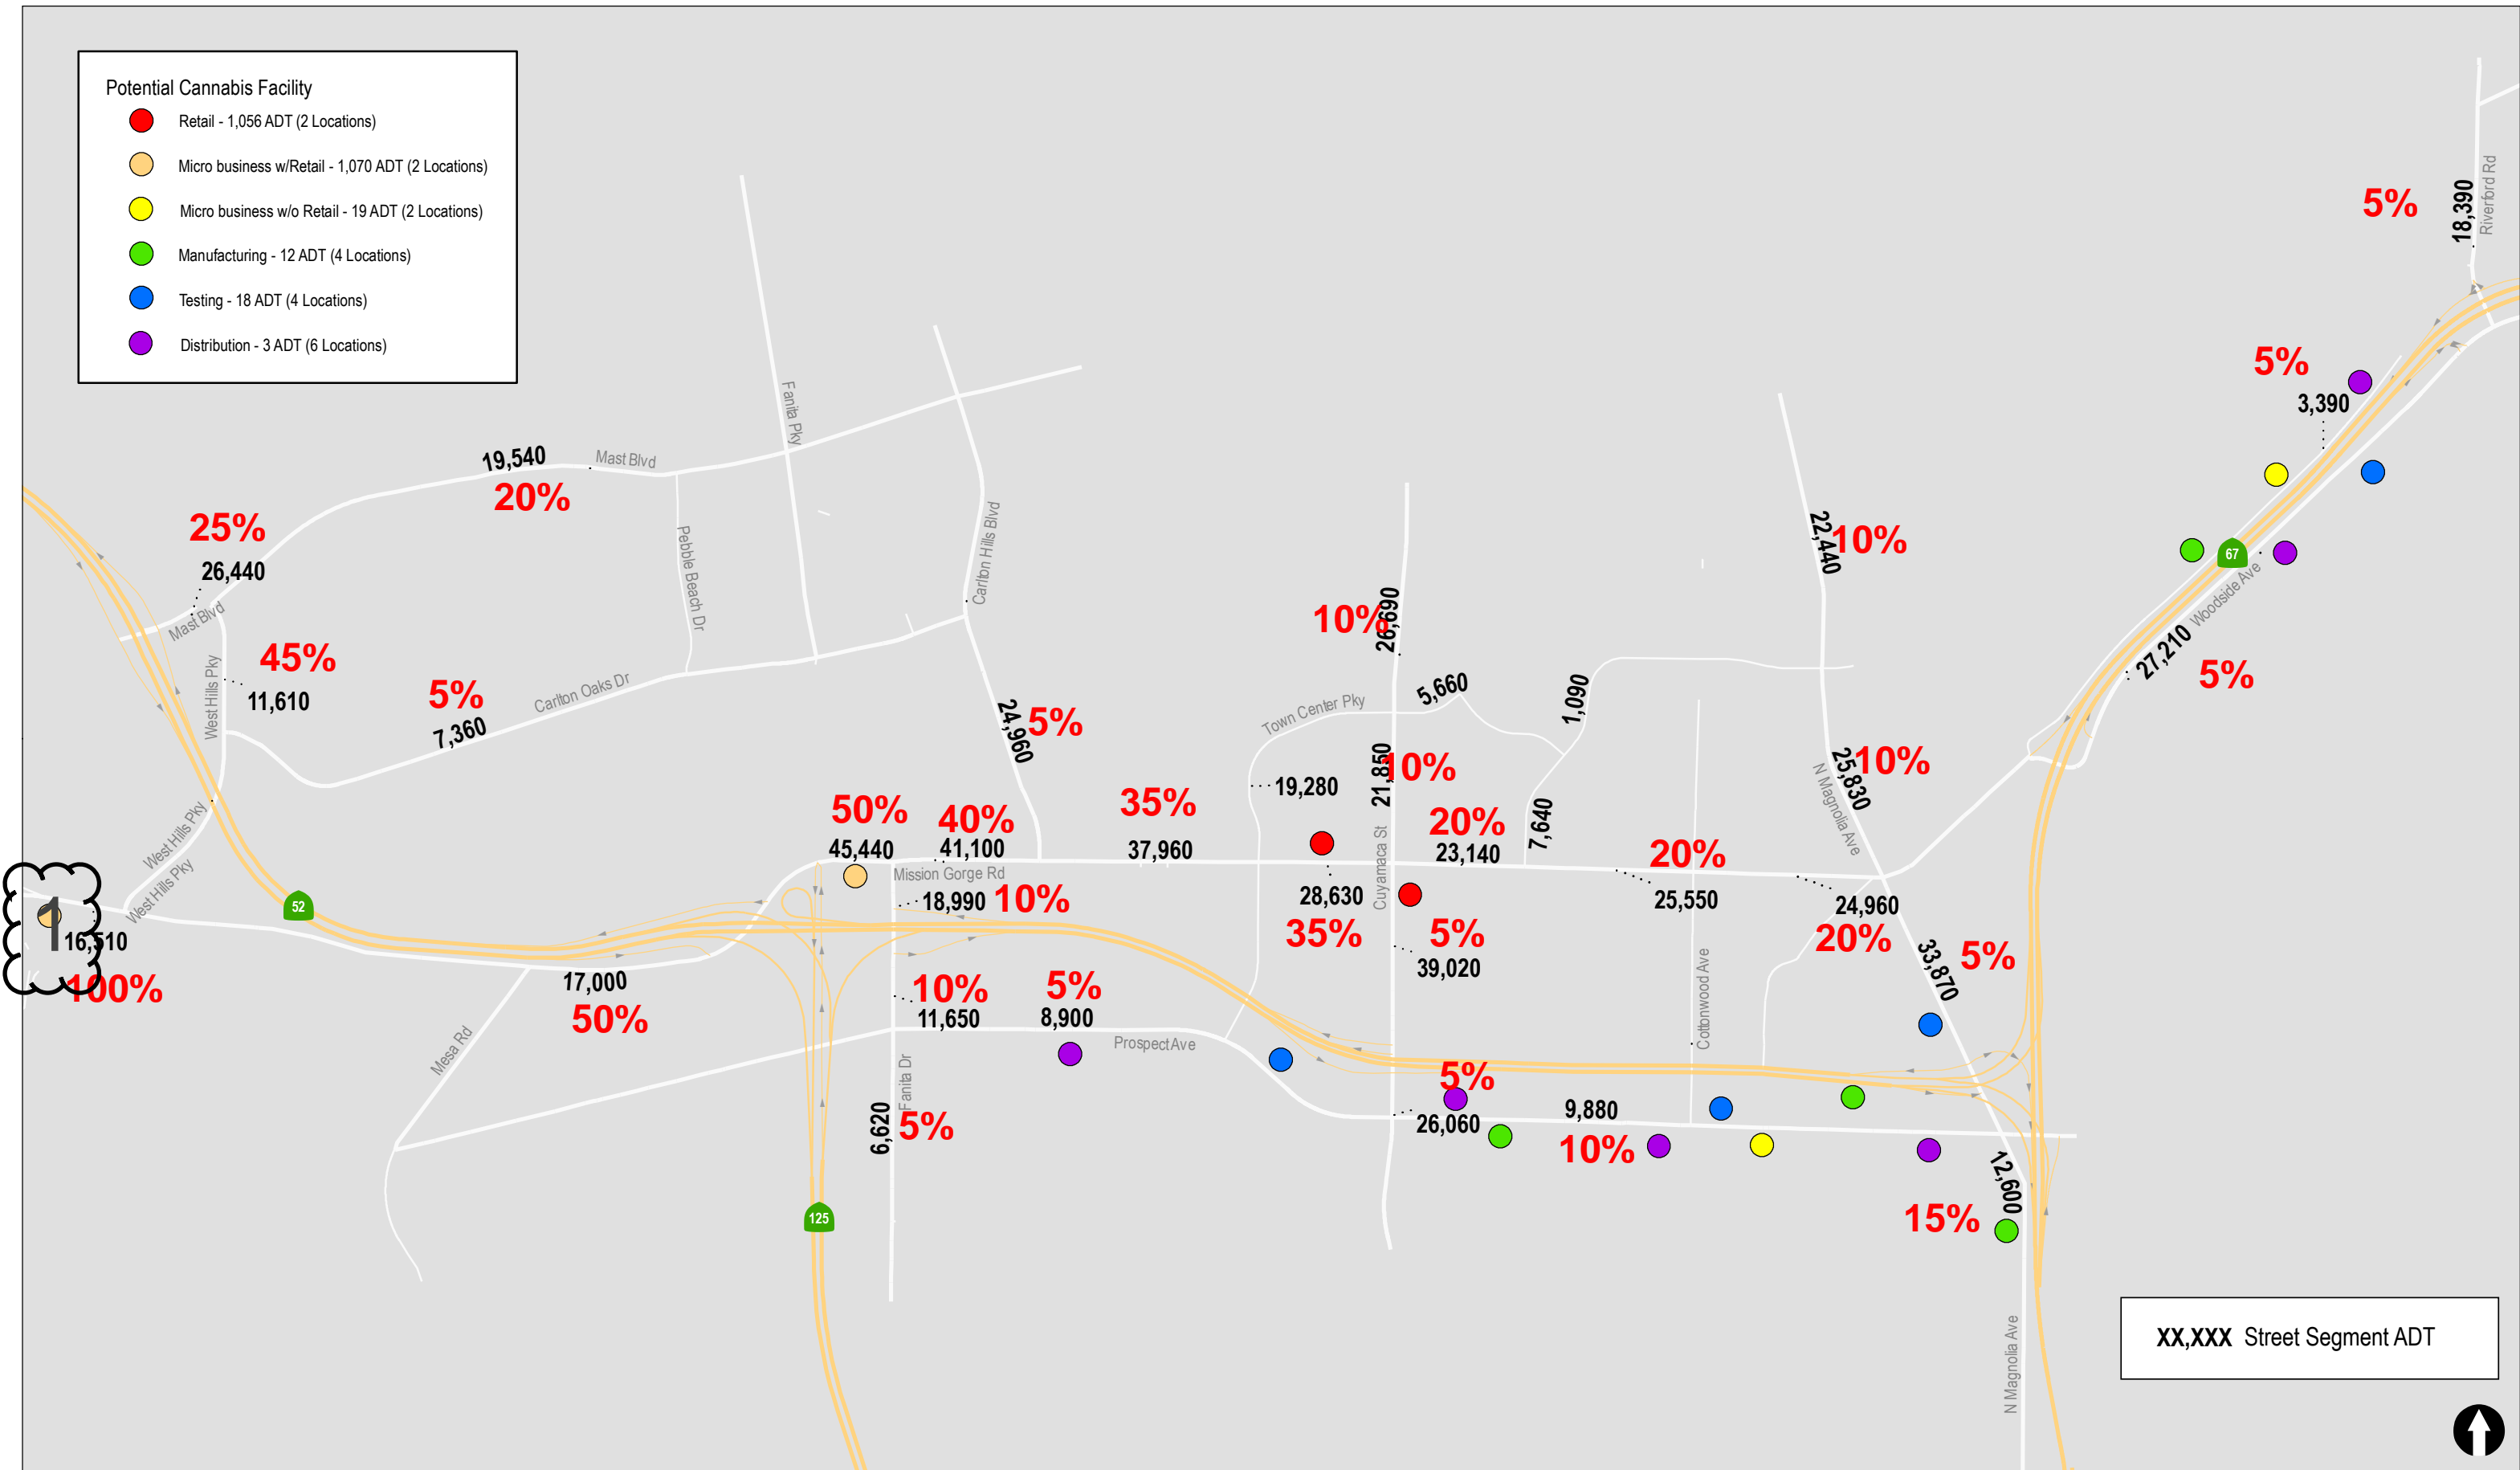 Potential Cannabis Facility
Retail - 1,056 ADT (2 Locations)
Micro business w/Retail - 1,070 ADT (2 Locations)
Micro business w/o Retail - 19 ADT (2 Locations)
Manufacturing - 12 ADT (4 Locations)
Testing - 18 ADT (4 Locations)
Distribution - 3 ADT (6 Locations)
5%
18,390
Riverford Rd
5%
3,390
Fanita Pky
19,540
Mast Blvd
20%
25%
26,440
Mast Blvd
Pebble Beach Dr
Carlton Hills Blvd
22,440
10%
67
Woodside Ave
27,210
5%
10%
26,690
45%
11,610
West Hills Pky
5%
7,360
Carlton Oaks Dr
24,960
5%
Town Center Pky
5,660
1,090
19,280
21,850
10%
25,830
10%
N Magnolia Ave
50%
45,440
40%
41,100
35%
37,960
20%
23,140
7,640
20%
25,550
Mission Gorge Rd
18,990
10%
28,630
35%
Cuyamaca St
5%
39,020
24,960
20%
33,870
5%
West Hills Pky
West Hills Pky
52
1
16,510
100%
17,000
50%
Mesa Rd
10%
11,650
5%
8,900
Prospect Ave
Cottonwood Ave
Fanita Dr
6,620
5%
5%
26,060
9,880
10%
12,600
15%
125
N Magnolia Ave
XX,XXX Street Segment ADT